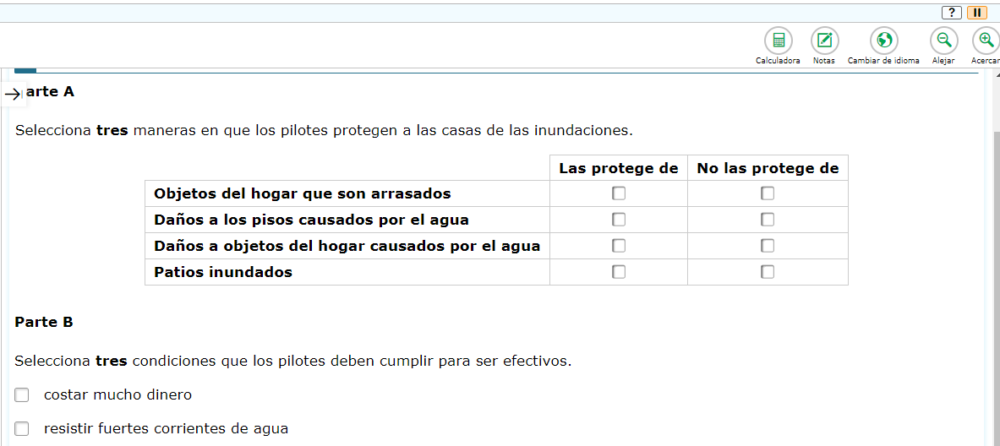 ?
Calculadora Notas Cambiar de idioma Alejar Acercar
arte A
Selecciona tres maneras en que los pilotes protegen a las casas de las inundaciones.
Las protege de No las protege de
Objetos del hogar que son arrasados
Daños a los pisos causados por el agua
Daños a objetos del hogar causados por el agua
Patios inundados
Parte B
Selecciona tres condiciones que los pilotes deben cumplir para ser efectivos.
costar mucho dinero
resistir fuertes corrientes de agua